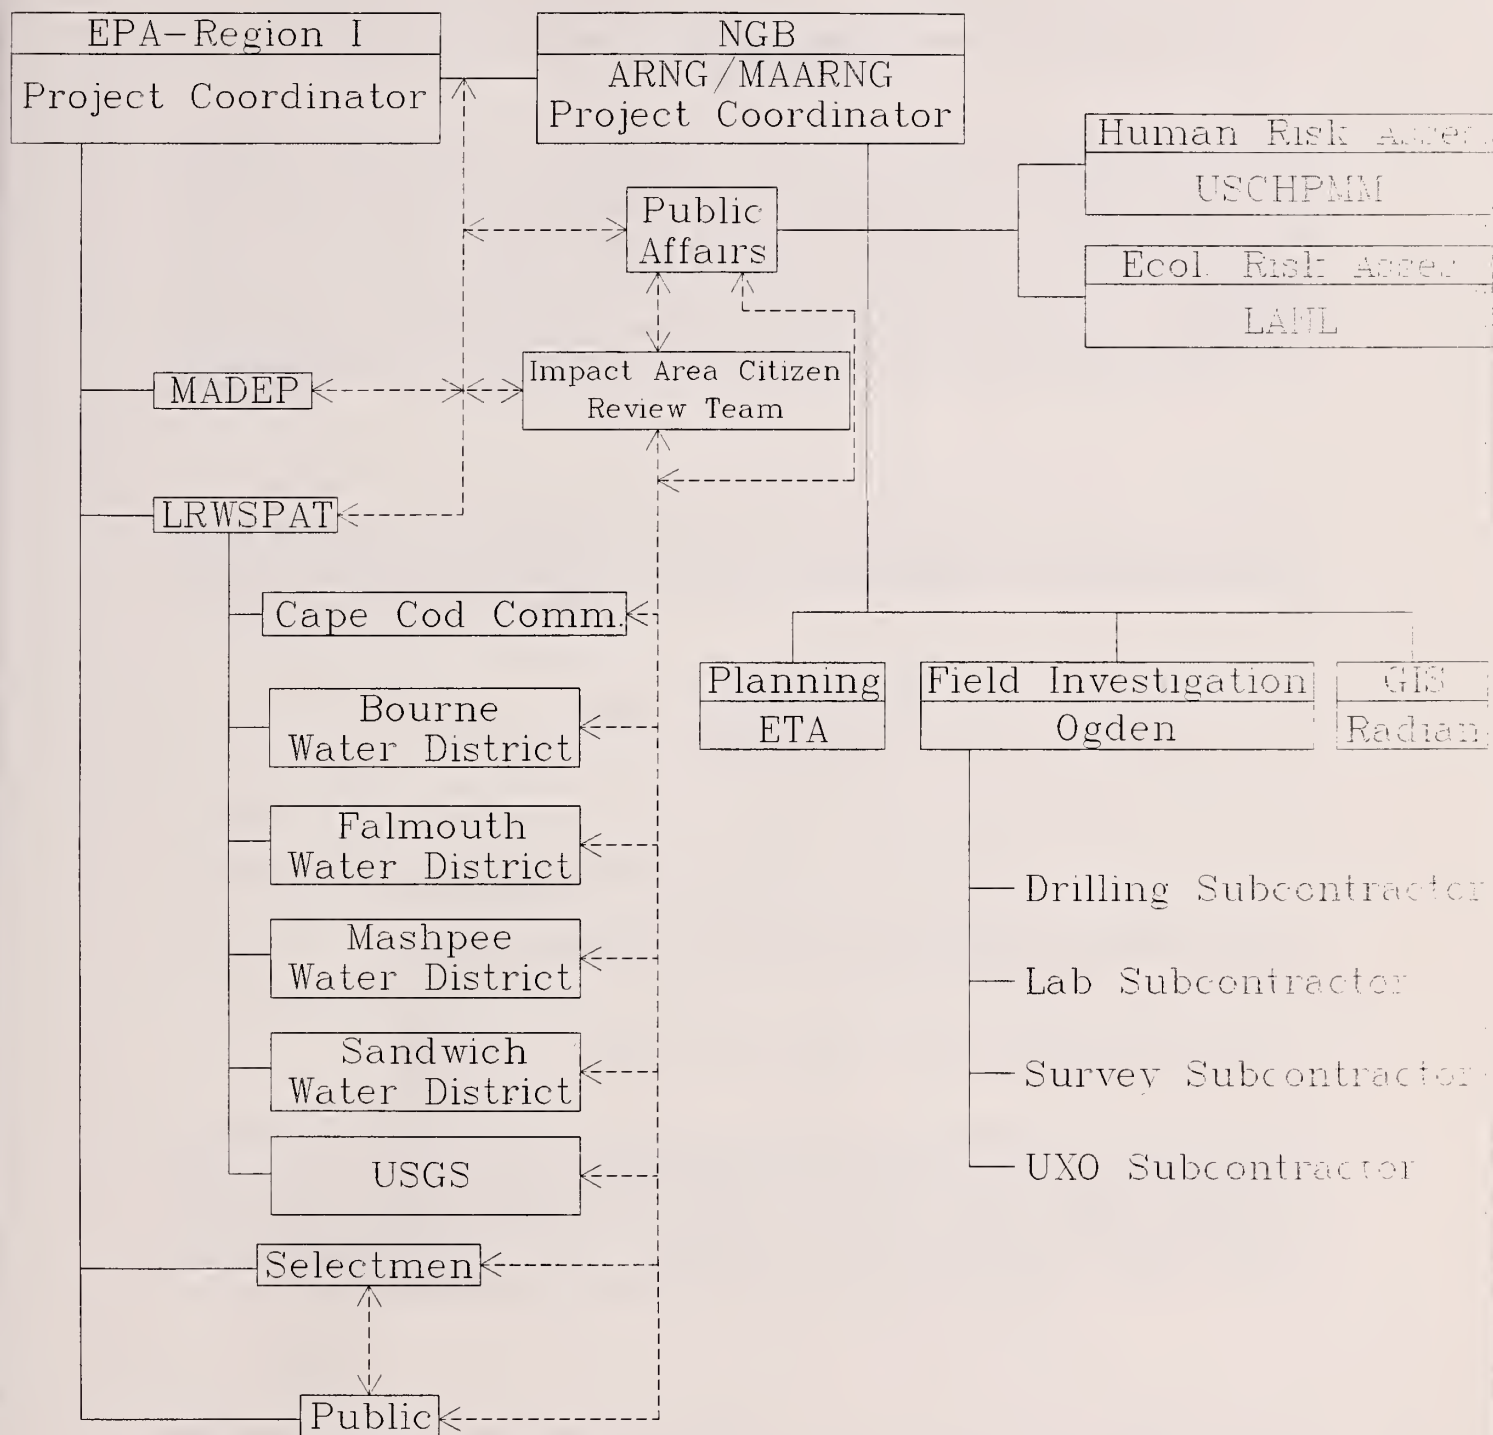 EPA-Region I
Project Coordinator
NGB
ARNG/MAARNG
Project Coordinator
Human Risk
USCHPMM
Public
Affairs
Ecol. Risk
LANL
Impact Area Citizen
Review Team
MADEP
LRWSPAT
Cape Cod Comm.
Planning
ETA
Field Investigation
Ogden
GIS
Radian
Bourne
Water District
Falmouth
Water District
Mashpee
Water District
Sandwich
Water District
USGS
Drilling Subcontractor
Lab Subcontractor
Survey Subcontractor
UXO Subcontractor
Selectmen
Public